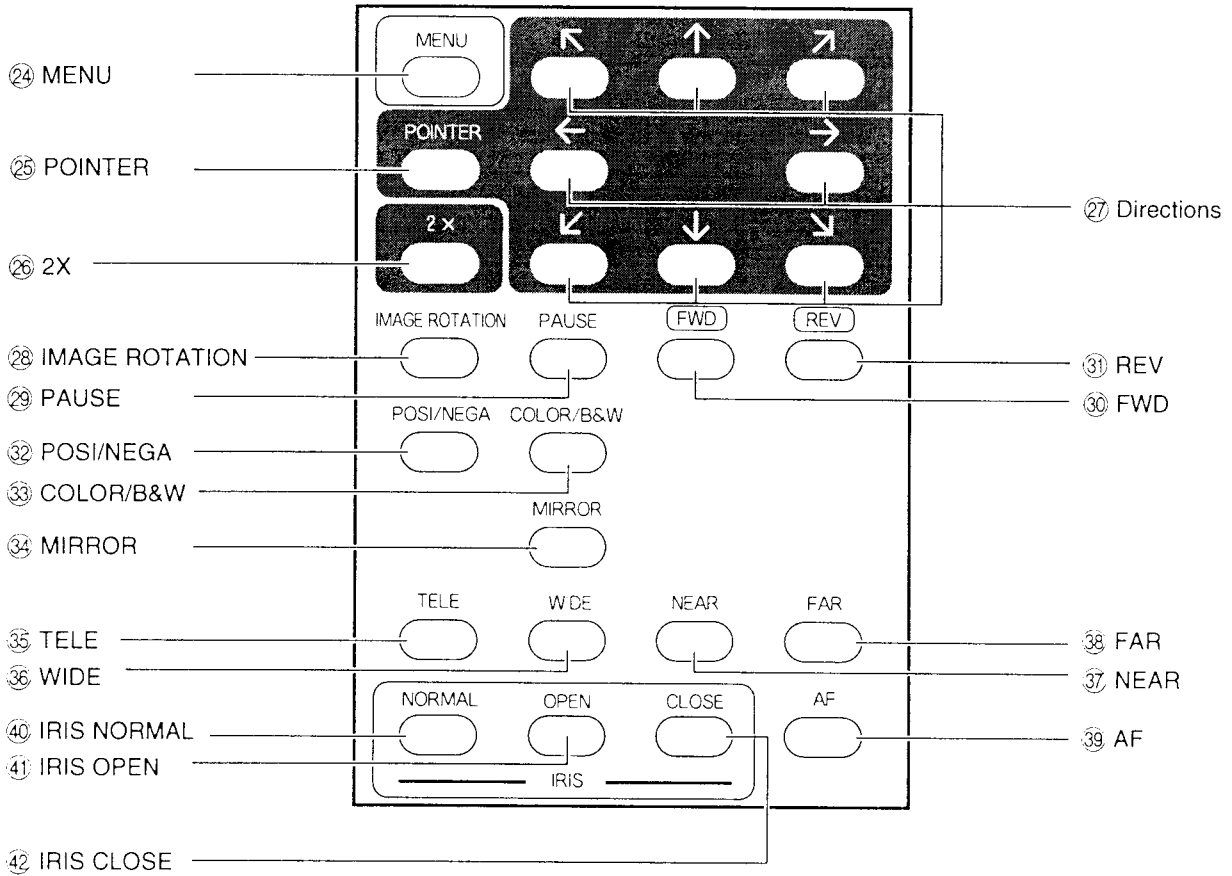 MENU
㉔ MENU
POINTER
㉕ POINTER
2×
㉖ 2X
㉗ Directions
IMAGE ROTATION PAUSE FWD REV
㉘ IMAGE ROTATION
㉛ REV
㉙ PAUSE
㉚ FWD
POSI/NEGA COLOR/B&W
㉜ POSI/NEGA
㉝ COLOR/B&W
MIRROR
㉞ MIRROR
TELE WIDE NEAR FAR
㉟ TELE
㊳ FAR
㊱ WIDE
㊲ NEAR
NORMAL OPEN CLOSE AF
㊵ IRIS NORMAL
㊴ AF
㊶ IRIS OPEN
IRIS
㊷ IRIS CLOSE